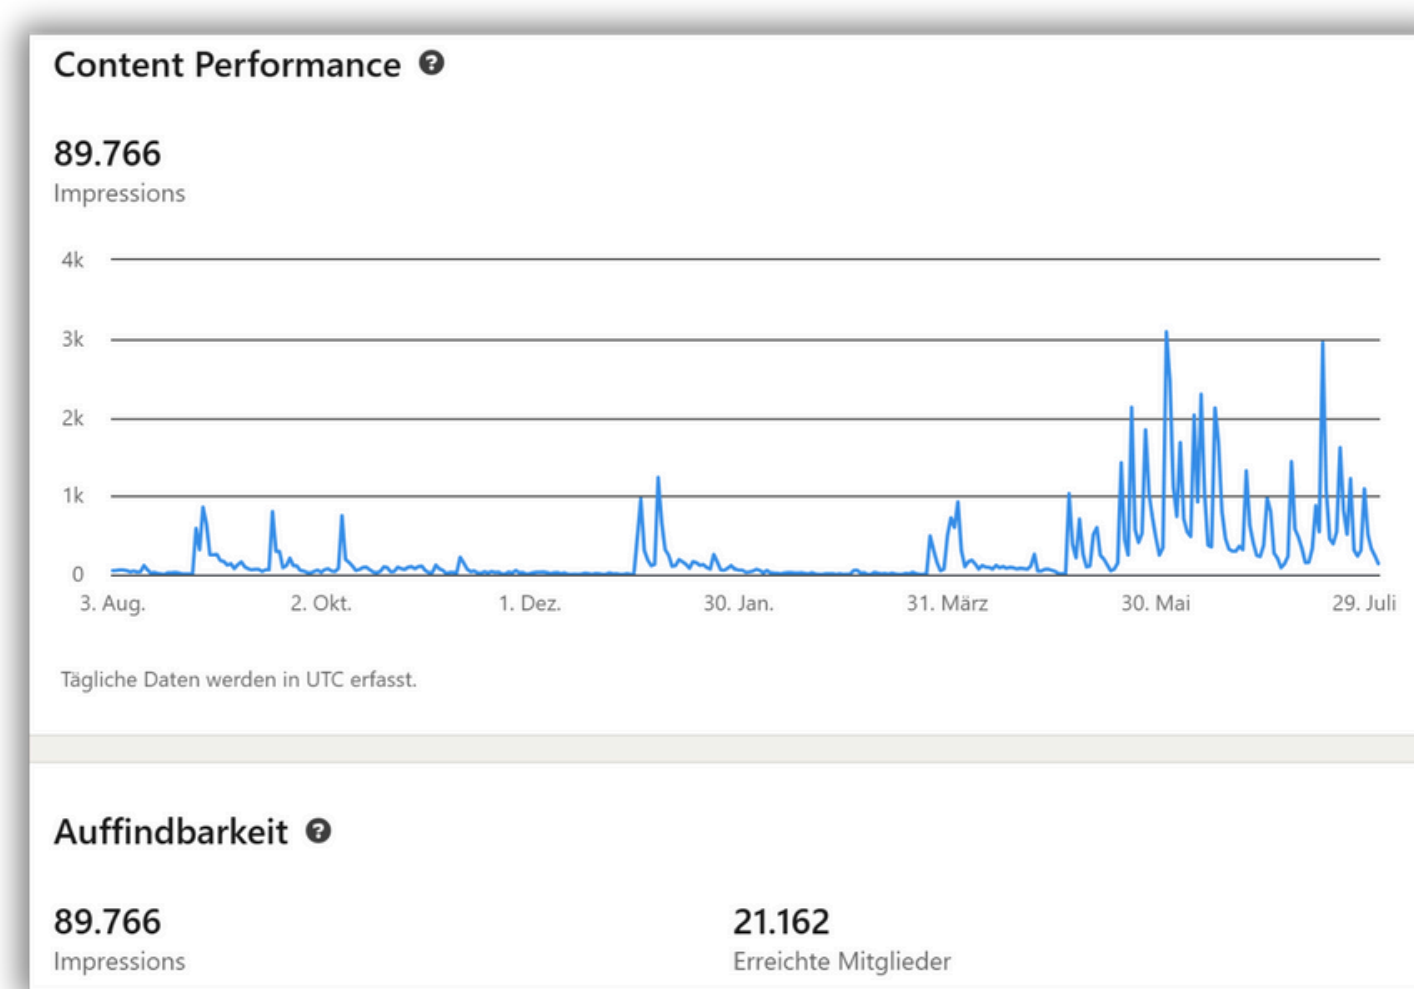 Content Performance ?
89.766
Impressions
4k
3k
2k
1k
0
3. Aug. 2. Okt. 1. Dez. 30. Jan. 31. März 30. Mai 29. Juli
Tägliche Daten werden in UTC erfasst.
Auffindbarkeit ?
89.766 21.162
Impressions Erreichte Mitglieder